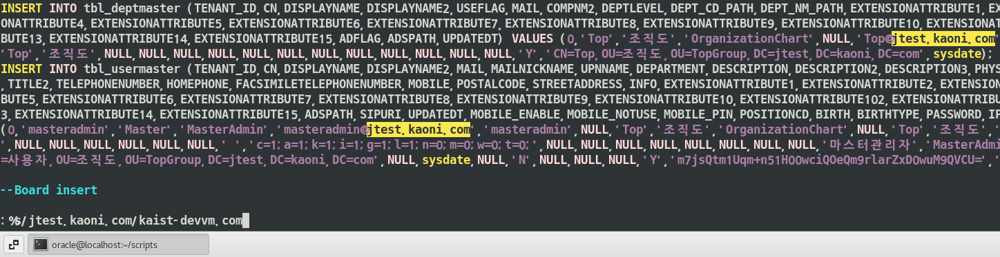 INSERT INTO tbl_deptmaster (TENANT_ID,CN,DISPLAYNAME,DISPLAYNAME2,USEFLAG,MAIL,COMPNM2,DEPTLEVEL,DEPT_CD_PATH,DEPT_NM_PATH,EXTENSIONATTRIBUTE1,EX
ONATTRIBUTE4,EXTENSIONATTRIBUTE5,EXTENSIONATTRIBUTE6,EXTENSIONATTRIBUTE7,EXTENSIONATTRIBUTE8,EXTENSIONATTRIBUTE9,EXTENSIONATTRIBUTE10,EXTENSIONAT
BUTE13,EXTENSIONATTRIBUTE14,EXTENSIONATTRIBUTE15,ADFLAG,ADSPATH,UPDATEDT) VALUES (0,'Top','조직도','OrganizationChart',NULL,'Top@jtest.kaoni.com'
'Top','조직도',NULL,NULL,NULL,NULL,NULL,NULL,NULL,NULL,NULL,NULL,NULL,NULL,'Y','CN=Top,OU=조직도,OU=TopGroup,DC=jtest,DC=kaoni,DC=com',sysdate);
INSERT INTO tbl_usermaster (TENANT_ID,CN,DISPLAYNAME,DISPLAYNAME2,MAIL,MAILNICKNAME,UPNNAME,DEPARTMENT,DESCRIPTION,DESCRIPTION2,DESCRIPTION3,PHYS
,TITLE2,TELEPHONENUMBER,HOMEPHONE,FACSIMILETELEPHONENUMBER,MOBILE,POSTALCODE,STREETADDRESS,INFO,EXTENSIONATTRIBUTE1,EXTENSIONATTRIBUTE2,EXTENSION
BUTE5,EXTENSIONATTRIBUTE6,EXTENSIONATTRIBUTE7,EXTENSIONATTRIBUTE8,EXTENSIONATTRIBUTE9,EXTENSIONATTRIBUTE10,EXTENSIONATTRIBUTE102,EXTENSIONATTRIBU
3,EXTENSIONATTRIBUTE14,EXTENSIONATTRIBUTE15,ADSPATH,SIPURI,UPDATEDT,MOBILE_ENABLE,MOBILE_NOTUSE,MOBILE_PIN,POSITIONCD,BIRTH,BIRTHTYPE,PASSWORD,IP
(0,'masteradmin','Master','MasterAdmin','masteradmin@jtest.kaoni.com','masteradmin',NULL,'Top','조직도','OrganizationChart',NULL,'Top','조직도','
',NULL,NULL,NULL,NULL,NULL,NULL,' ','c=1;a=1;k=1;i=1;g=1;l=1;n=0;m=0;w=0;t=0;',NULL,NULL,NULL,NULL,NULL,NULL,NULL,NULL,'마스터관리자','MasterAdmi
=사용자,OU=조직도,OU=TopGroup,DC=jtest,DC=kaoni,DC=com',NULL,sysdate,NULL,'N',NULL,NULL,NULL,'Y','m7jsQtm1Uqm+n51HOOwciQOeQm9rlarZxDOwuM9QVCU=','
--Board insert
:%s/jtest.kaoni.com/kaist-devvm.com
oracle@localhost:~/scripts